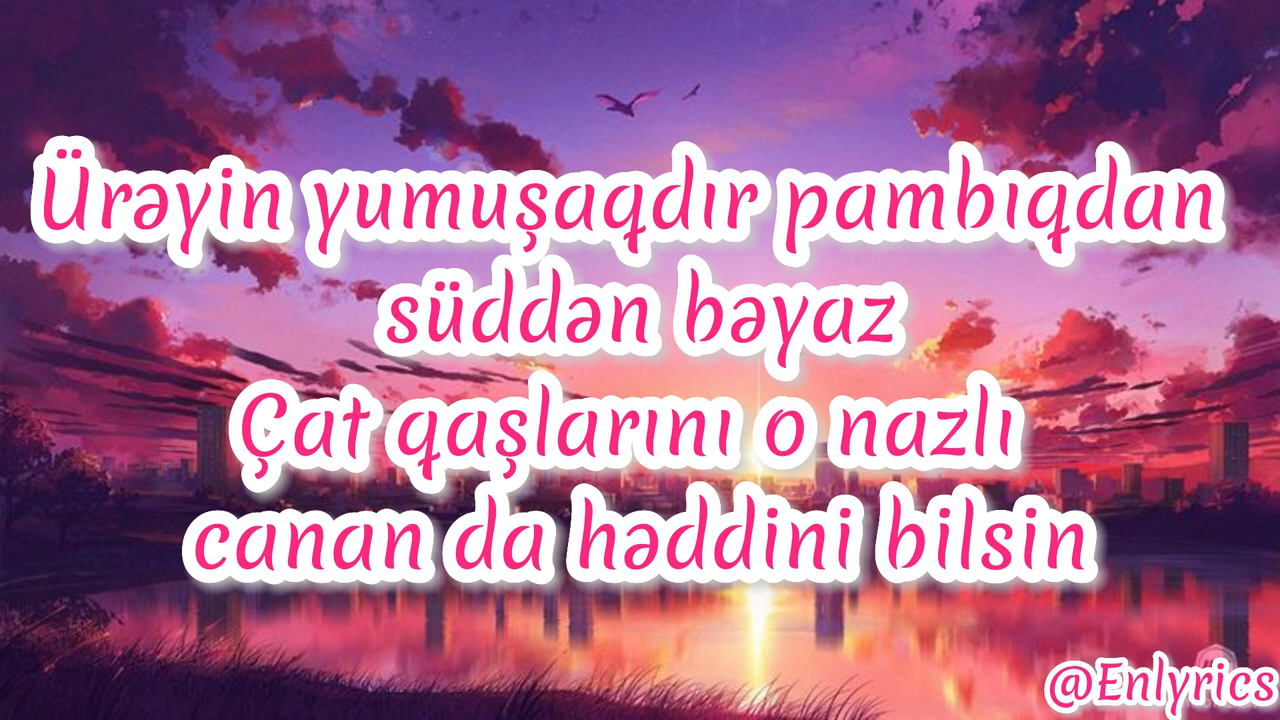 Ürəyin yumuşaqdır pambıqdan
süddən bəyaz
Çat qaşlarını o nazlı
canan da həddini bilsin
@Enlyrics